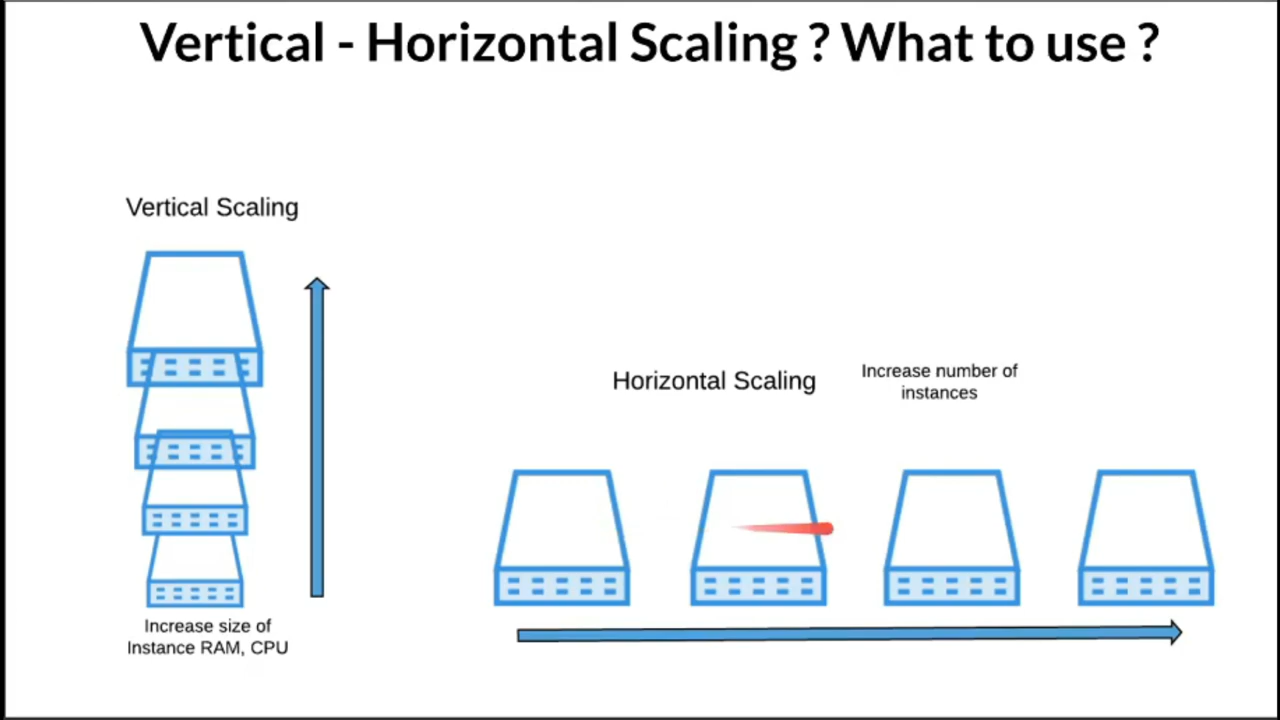 Vertical - Horizontal Scaling ? What to use ?
Vertical Scaling
Increase size of
Instance RAM, CPU
Horizontal Scaling
Increase number of
instances